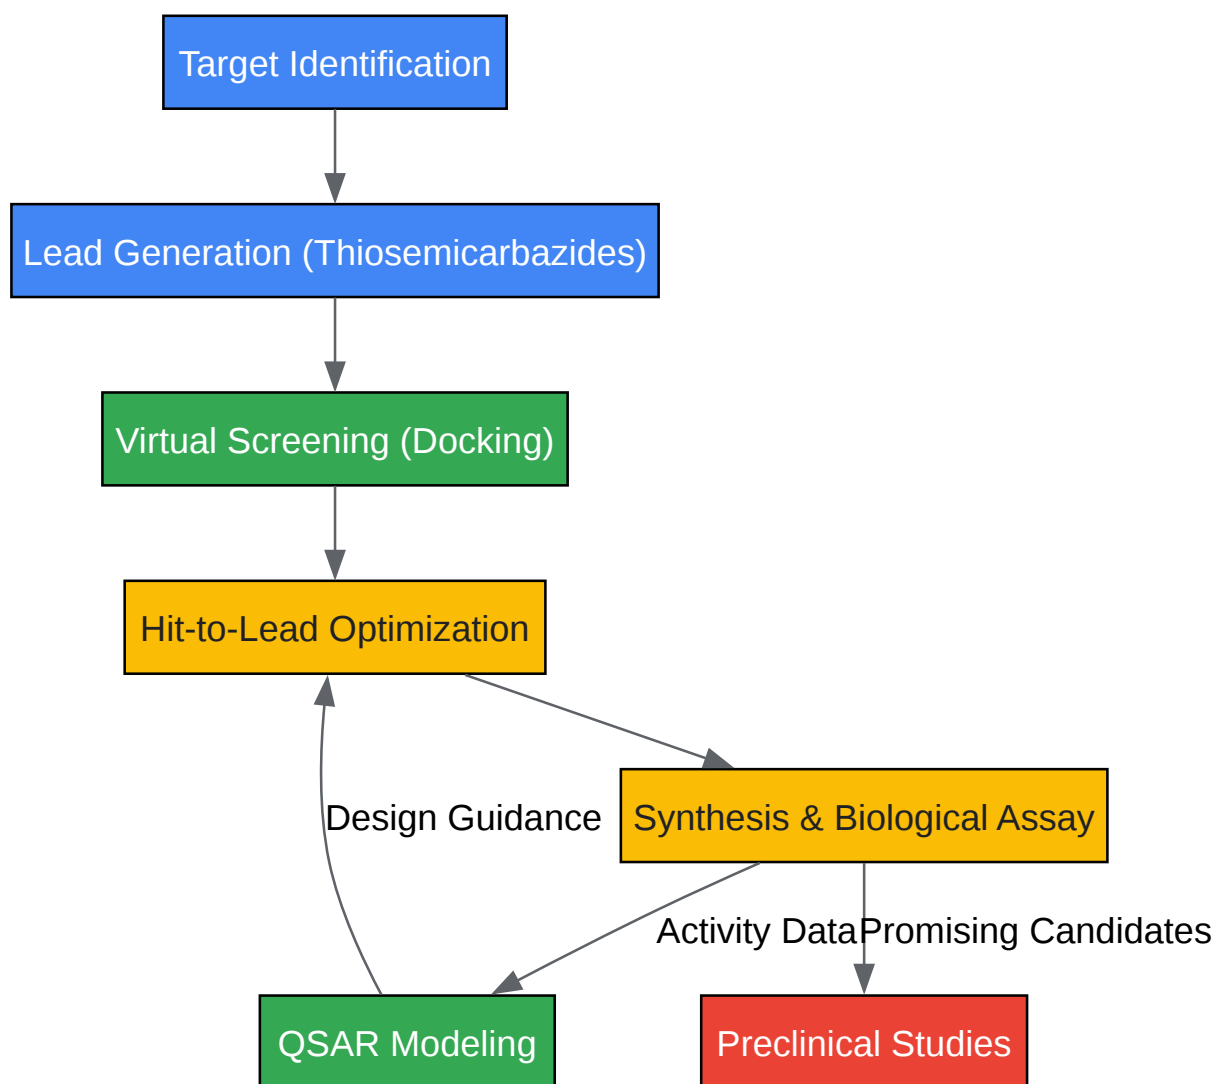 Target Identification
Lead Generation (Thiosemicarbazides)
Virtual Screening (Docking)
Hit-to-Lead Optimization
Design Guidance
Synthesis & Biological Assay
Activity Data
Promising Candidates
QSAR Modeling
Preclinical Studies